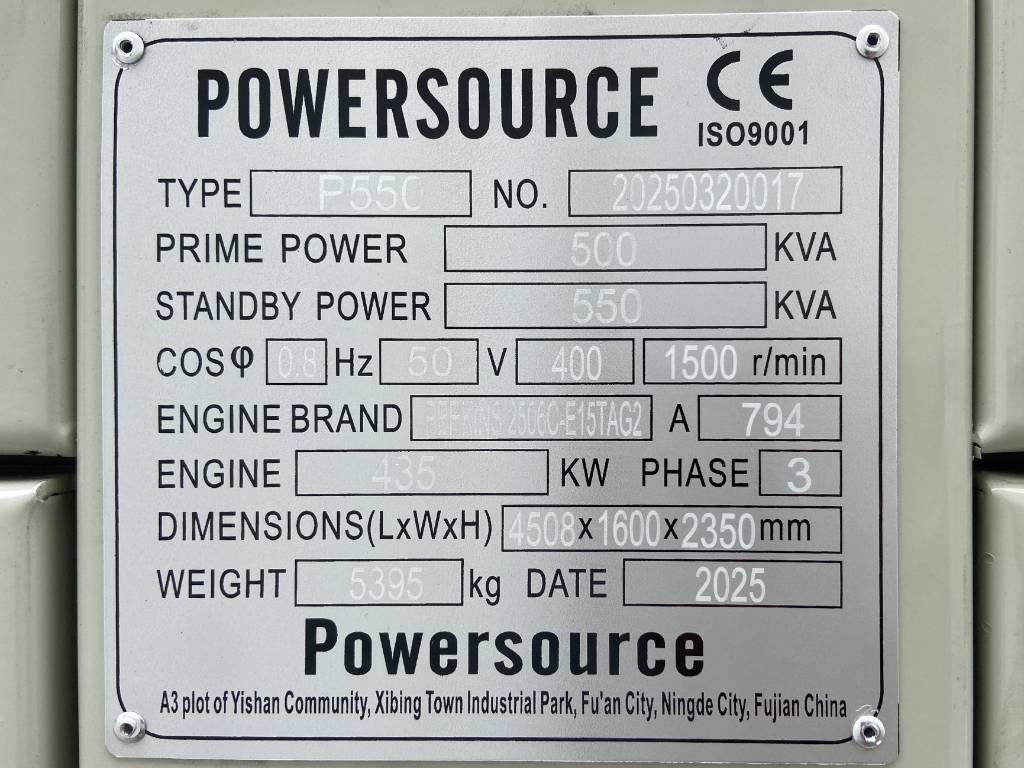 POWERSOURCE CE
ISO9001
TYPE P550 NO. 20250320017
PRIME POWER 500 KVA
STANDBY POWER 550 KVA
COSφ 0.8 Hz 50 V 400 1500 r/min
ENGINE BRAND PERKINS 2506C-E15TAG2 A 794
ENGINE 435 KW PHASE 3
DIMENSIONS(LxWxH) 4508x1600x2350mm
WEIGHT 5395 kg DATE 2025
Powersource
A3 plot of Yishan Community, Xibing Town Industrial Park, Fu'an City, Ningde City, Fujian China